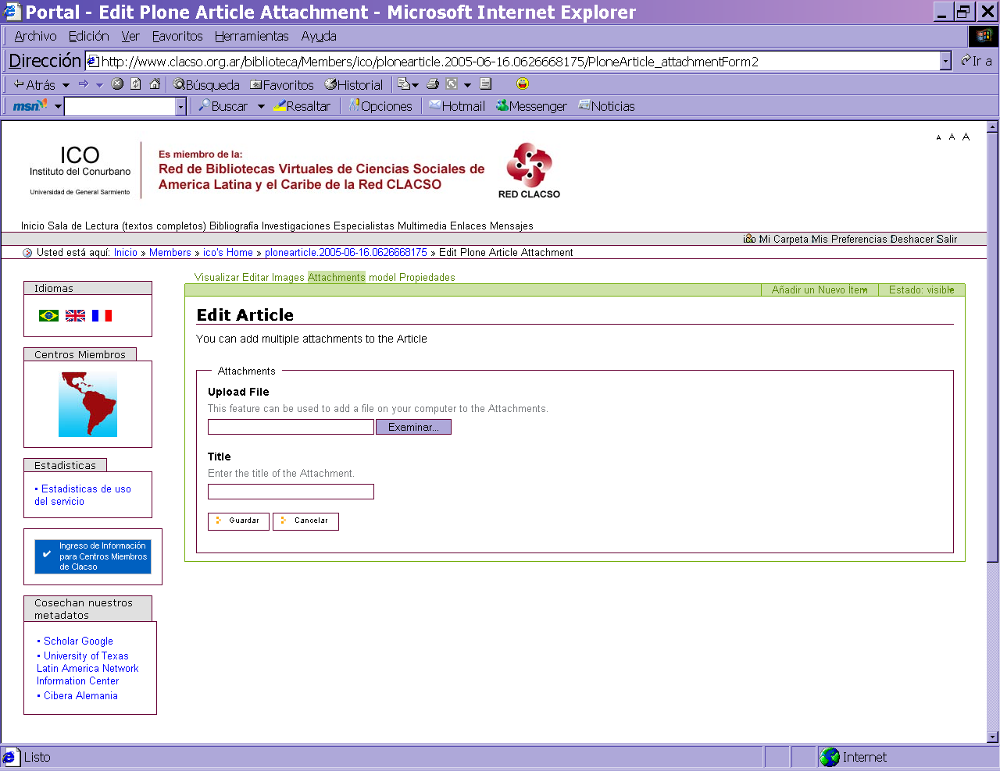 Portal - Edit Plone Article Attachment - Microsoft Internet Explorer
Archivo Edición Ver Favoritos Herramientas Ayuda
Dirección http://www.clacso.org.ar/biblioteca/Members/ico/plonearticle.2005-06-16.0626668175/PloneArticle_attachmentForm2 Ir a
Atrás Búsqueda Favoritos Historial
msn Buscar Resaltar Opciones Hotmail Messenger Noticias
A A A
ICO
Instituto del Conurbano
Universidad de General Sarmiento
Es miembro de la:
Red de Bibliotecas Virtuales de Ciencias Sociales de
America Latina y el Caribe de la Red CLACSO
RED CLACSO
Inicio Sala de Lectura (textos completos) Bibliografía Investigaciones Especialistas Multimedia Enlaces Mensajes
ico Mi Carpeta Mis Preferencias Deshacer Salir
Usted está aquí: Inicio » Members » ico's Home » plonearticle.2005-06-16.0626668175 » Edit Plone Article Attachment
Idiomas
Centros Miembros
Estadisticas
• Estadisticas de uso
del servicio
Ingreso de Información
para Centros Miembros
de Clacso
Cosechan nuestros
metadatos
• Scholar Google
• University of Texas
Latin America Network
Information Center
• Cibera Alemania
Visualizar Editar Images Attachments model Propiedades
Añadir un Nuevo Ítem Estado: visible
Edit Article
You can add multiple attachments to the Article
Attachments
Upload File
This feature can be used to add a file on your computer to the Attachments.
Examinar...
Title
Enter the title of the Attachment.
Guardar Cancelar
Listo Internet